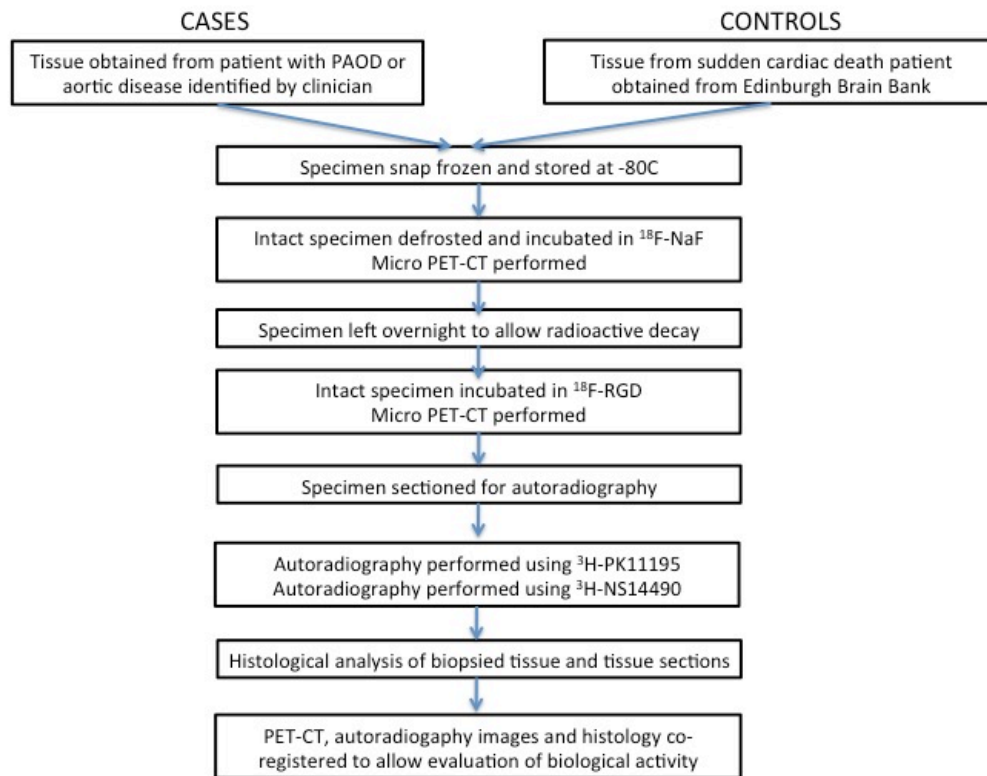 CASES
CONTROLS
Tissue obtained from patient with PAOD or
aortic disease identified by clinician
Tissue from sudden cardiac death patient
obtained from Edinburgh Brain Bank
Specimen snap frozen and stored at -80C
Intact specimen defrosted and incubated in ¹⁸F-NaF
Micro PET-CT performed
Specimen left overnight to allow radioactive decay
Intact specimen incubated in ¹⁸F-RGD
Micro PET-CT performed
Specimen sectioned for autoradiography
Autoradiography performed using ³H-PK11195
Autoradiography performed using ³H-NS14490
Histological analysis of biopsied tissue and tissue sections
PET-CT, autoradiogaphy images and histology co-
registered to allow evaluation of biological activity